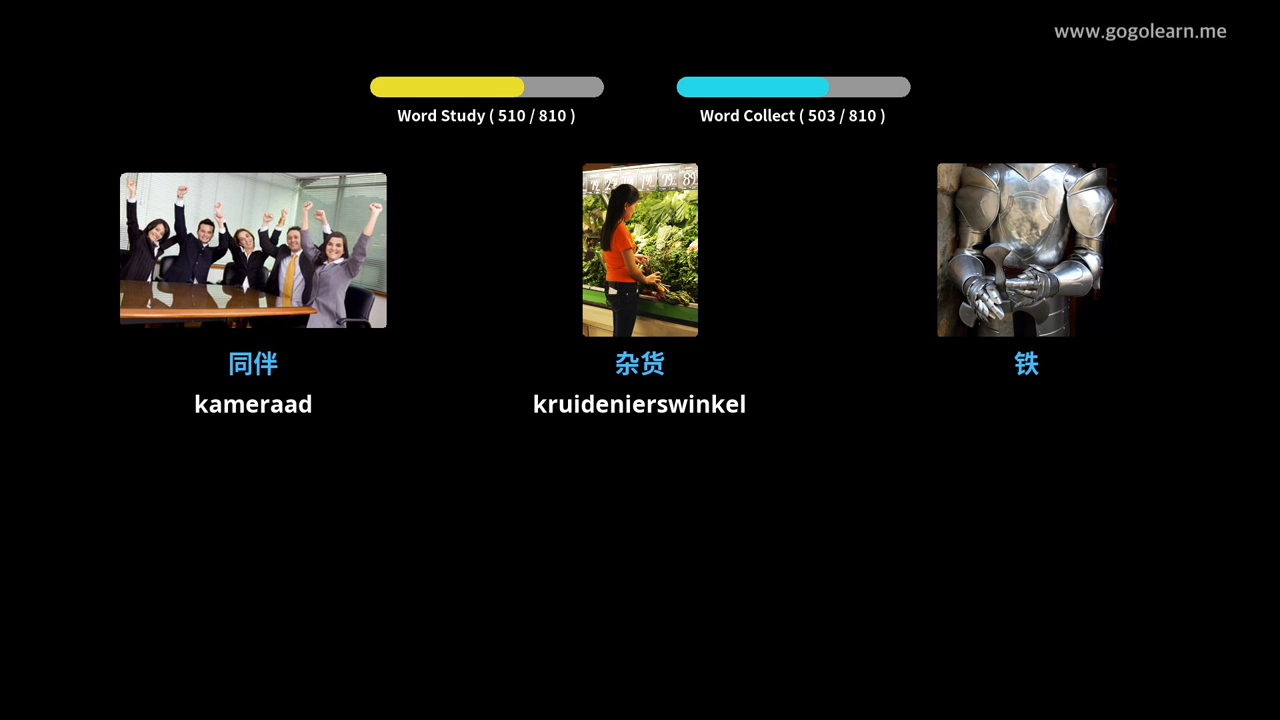 www.gogolearn.me
Word Study ( 510 / 810 )
Word Collect ( 503 / 810 )
同伴
杂货
铁
kameraad
kruidenierswinkel